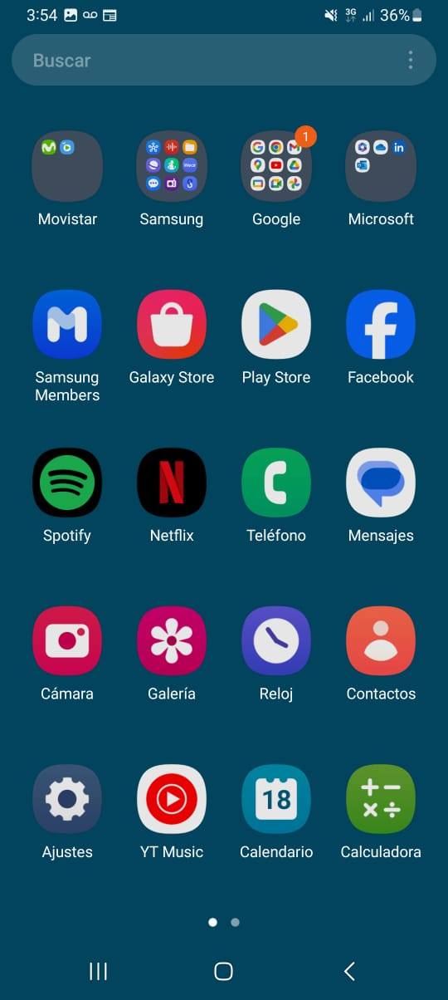 3:54
3G
36%
Buscar
1
Movistar
Samsung
Google
Microsoft
Samsung Members
Galaxy Store
Play Store
Facebook
Spotify
Netflix
Teléfono
Mensajes
Cámara
Galería
Reloj
Contactos
18
Ajustes
YT Music
Calendario
Calculadora